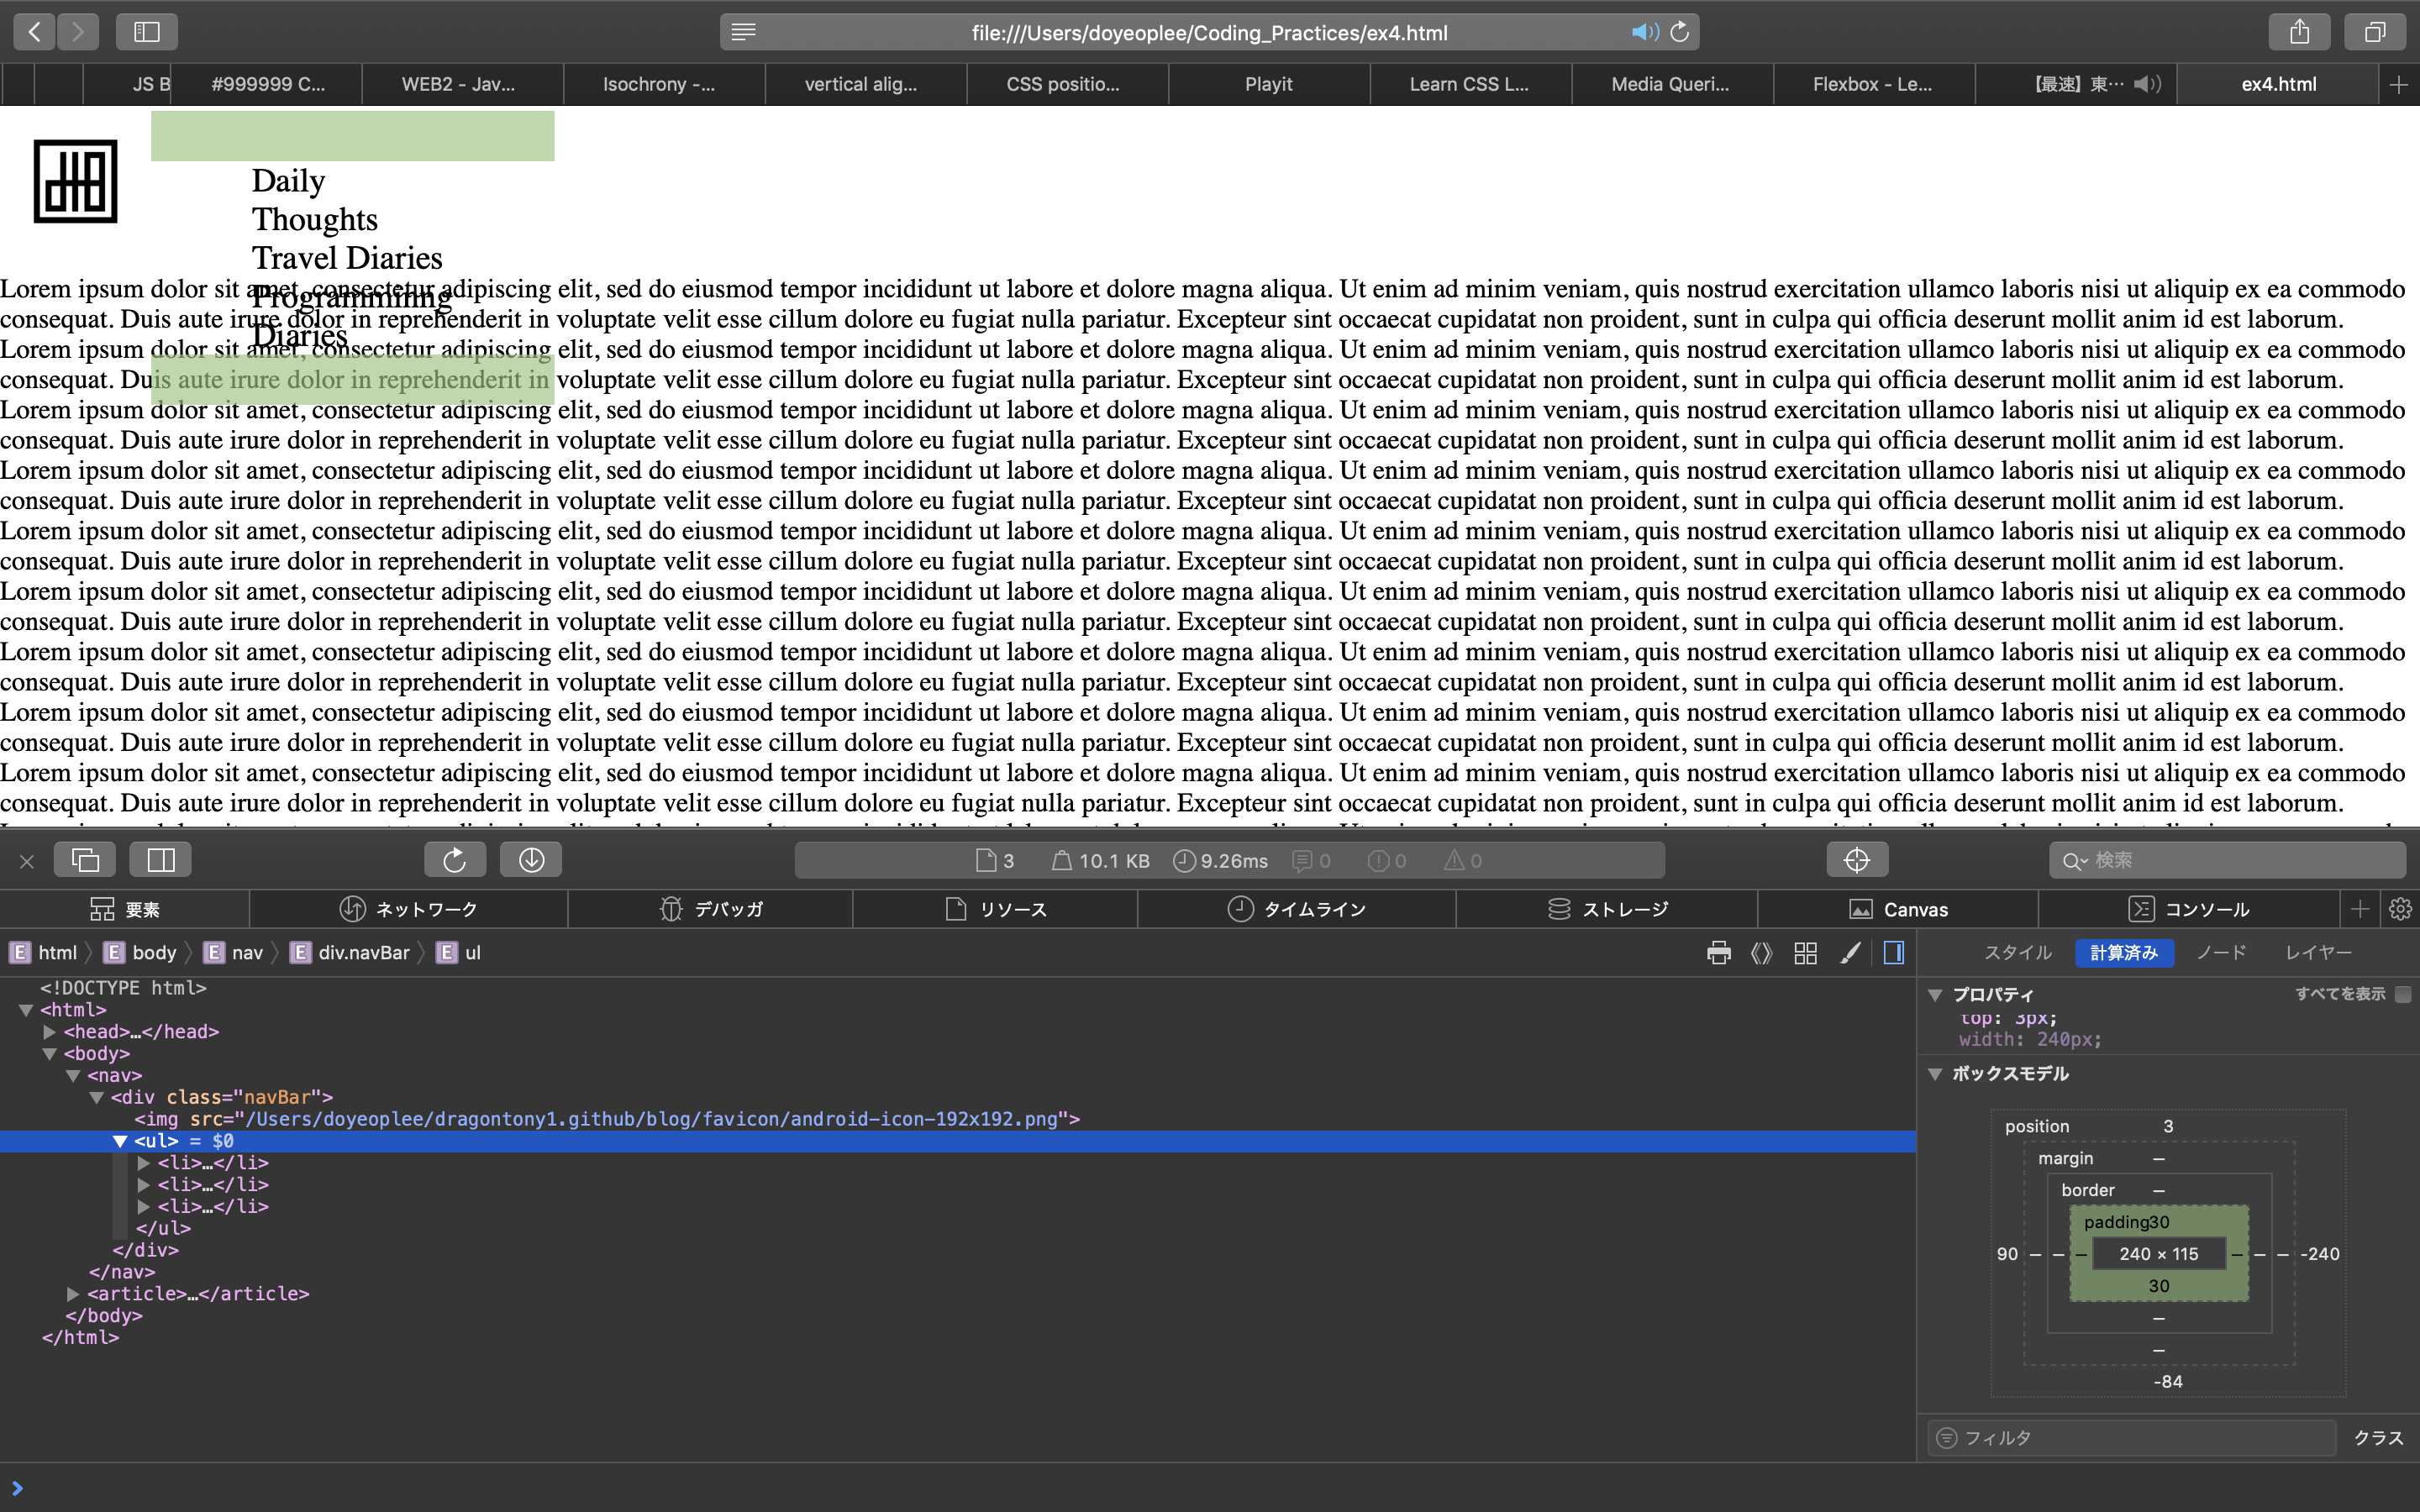 file:///Users/doyeoplee/Coding_Practices/ex4.html
JS B
#999999 C...
WEB2 - Jav...
Isochrony -...
vertical alig...
CSS positio...
Playit
Learn CSS L...
Media Queri...
Flexbox - Le...
【最速】東…
ex4.html
Daily
Thoughts
Travel Diaries
Programming
Diaries
Lorem ipsum dolor sit amet, consectetur adipiscing elit, sed do eiusmod tempor incididunt ut labore et dolore magna aliqua. Ut enim ad minim veniam, quis nostrud exercitation ullamco laboris nisi ut aliquip ex ea commodo
consequat. Duis aute irure dolor in reprehenderit in voluptate velit esse cillum dolore eu fugiat nulla pariatur. Excepteur sint occaecat cupidatat non proident, sunt in culpa qui officia deserunt mollit anim id est laborum.
Lorem ipsum dolor sit amet, consectetur adipiscing elit, sed do eiusmod tempor incididunt ut labore et dolore magna aliqua. Ut enim ad minim veniam, quis nostrud exercitation ullamco laboris nisi ut aliquip ex ea commodo
consequat. Duis aute irure dolor in reprehenderit in voluptate velit esse cillum dolore eu fugiat nulla pariatur. Excepteur sint occaecat cupidatat non proident, sunt in culpa qui officia deserunt mollit anim id est laborum.
Lorem ipsum dolor sit amet, consectetur adipiscing elit, sed do eiusmod tempor incididunt ut labore et dolore magna aliqua. Ut enim ad minim veniam, quis nostrud exercitation ullamco laboris nisi ut aliquip ex ea commodo
consequat. Duis aute irure dolor in reprehenderit in voluptate velit esse cillum dolore eu fugiat nulla pariatur. Excepteur sint occaecat cupidatat non proident, sunt in culpa qui officia deserunt mollit anim id est laborum.
Lorem ipsum dolor sit amet, consectetur adipiscing elit, sed do eiusmod tempor incididunt ut labore et dolore magna aliqua. Ut enim ad minim veniam, quis nostrud exercitation ullamco laboris nisi ut aliquip ex ea commodo
consequat. Duis aute irure dolor in reprehenderit in voluptate velit esse cillum dolore eu fugiat nulla pariatur. Excepteur sint occaecat cupidatat non proident, sunt in culpa qui officia deserunt mollit anim id est laborum.
Lorem ipsum dolor sit amet, consectetur adipiscing elit, sed do eiusmod tempor incididunt ut labore et dolore magna aliqua. Ut enim ad minim veniam, quis nostrud exercitation ullamco laboris nisi ut aliquip ex ea commodo
consequat. Duis aute irure dolor in reprehenderit in voluptate velit esse cillum dolore eu fugiat nulla pariatur. Excepteur sint occaecat cupidatat non proident, sunt in culpa qui officia deserunt mollit anim id est laborum.
Lorem ipsum dolor sit amet, consectetur adipiscing elit, sed do eiusmod tempor incididunt ut labore et dolore magna aliqua. Ut enim ad minim veniam, quis nostrud exercitation ullamco laboris nisi ut aliquip ex ea commodo
consequat. Duis aute irure dolor in reprehenderit in voluptate velit esse cillum dolore eu fugiat nulla pariatur. Excepteur sint occaecat cupidatat non proident, sunt in culpa qui officia deserunt mollit anim id est laborum.
Lorem ipsum dolor sit amet, consectetur adipiscing elit, sed do eiusmod tempor incididunt ut labore et dolore magna aliqua. Ut enim ad minim veniam, quis nostrud exercitation ullamco laboris nisi ut aliquip ex ea commodo
consequat. Duis aute irure dolor in reprehenderit in voluptate velit esse cillum dolore eu fugiat nulla pariatur. Excepteur sint occaecat cupidatat non proident, sunt in culpa qui officia deserunt mollit anim id est laborum.
Lorem ipsum dolor sit amet, consectetur adipiscing elit, sed do eiusmod tempor incididunt ut labore et dolore magna aliqua. Ut enim ad minim veniam, quis nostrud exercitation ullamco laboris nisi ut aliquip ex ea commodo
consequat. Duis aute irure dolor in reprehenderit in voluptate velit esse cillum dolore eu fugiat nulla pariatur. Excepteur sint occaecat cupidatat non proident, sunt in culpa qui officia deserunt mollit anim id est laborum.
Lorem ipsum dolor sit amet, consectetur adipiscing elit, sed do eiusmod tempor incididunt ut labore et dolore magna aliqua. Ut enim ad minim veniam, quis nostrud exercitation ullamco laboris nisi ut aliquip ex ea commodo
consequat. Duis aute irure dolor in reprehenderit in voluptate velit esse cillum dolore eu fugiat nulla pariatur. Excepteur sint occaecat cupidatat non proident, sunt in culpa qui officia deserunt mollit anim id est laborum.
3 10.1 KB 9.26ms 0 0 0
検索
要素
ネットワーク
デバッガ
リソース
タイムライン
ストレージ
Canvas
コンソール
E html E body E nav E div.navBar E ul
スタイル 計算済み ノード レイヤー
<!DOCTYPE html>
<html>
<head>…</head>
<body>
<nav>
<div class="navBar">
<img src="/Users/doyeoplee/dragontony1.github/blog/favicon/android-icon-192x192.png">
<ul> = $0
<li>…</li>
<li>…</li>
<li>…</li>
</ul>
</div>
</nav>
<article>…</article>
</body>
</html>
プロパティ すべてを表示
top: 3px;
width: 240px;
ボックスモデル
position 3
margin –
border –
padding30
90 – – – 240 × 115 – – – -240
30
–
–
-84
フィルタ クラス